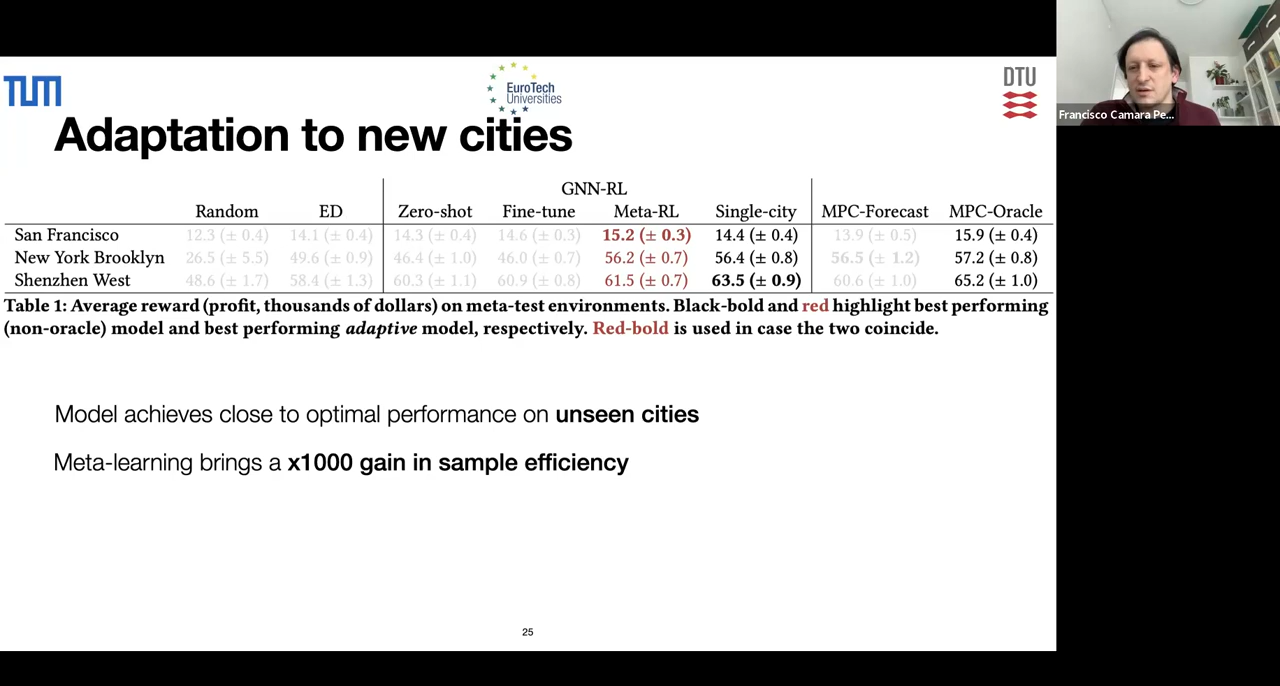 TUM
EuroTech
Universities
DTU
Francisco Camara Pe...
Adaptation to new cities
GNN-RL
Random ED Zero-shot Fine-tune Meta-RL Single-city MPC-Forecast MPC-Oracle
San Francisco 12.3 (± 0.4) 14.1 (± 0.4) 14.3 (± 0.4) 14.6 (± 0.3) 15.2 (± 0.3) 14.4 (± 0.4) 13.9 (± 0.5) 15.9 (± 0.4)
New York Brooklyn 26.5 (± 5.5) 49.6 (± 0.9) 46.4 (± 1.0) 46.0 (± 0.7) 56.2 (± 0.7) 56.4 (± 0.8) 56.5 (± 1.2) 57.2 (± 0.8)
Shenzhen West 48.6 (± 1.7) 58.4 (± 1.3) 60.3 (± 1.1) 60.9 (± 0.8) 61.5 (± 0.7) 63.5 (± 0.9) 60.6 (± 1.0) 65.2 (± 1.0)
Table 1: Average reward (profit, thousands of dollars) on meta-test environments. Black-bold and red highlight best performing
(non-oracle) model and best performing adaptive model, respectively. Red-bold is used in case the two coincide.
Model achieves close to optimal performance on unseen cities
Meta-learning brings a x1000 gain in sample efficiency
25